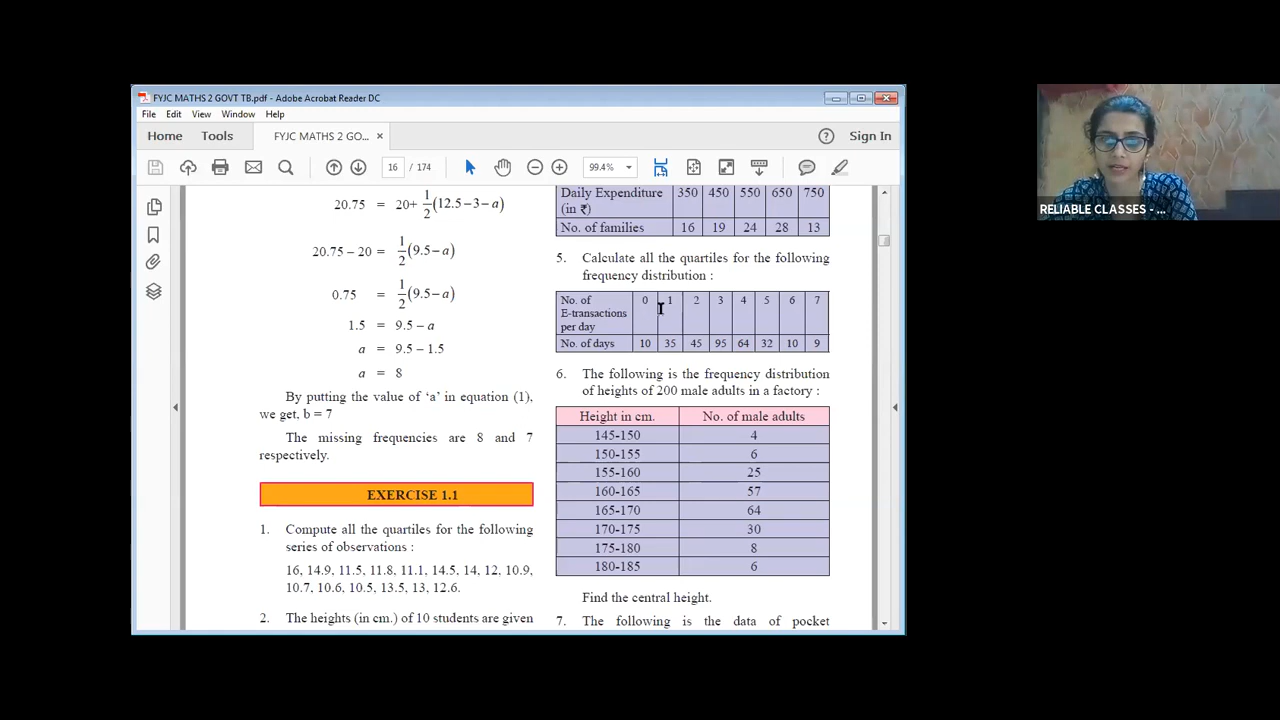 FYJC MATHS 2 GOVT TB.pdf - Adobe Acrobat Reader DC
File Edit View Window Help
Home Tools FYJC MATHS 2 GO... × Sign In
16 / 174 99.4%
20.75 = 20+ 1/2 (12.5−3−a)
20.75 − 20 = 1/2 (9.5−a)
0.75 = 1/2 (9.5−a)
1.5 = 9.5 − a
a = 9.5 − 1.5
a = 8
By putting the value of ‘a’ in equation (1),
we get, b = 7
The missing frequencies are 8 and 7
respectively.
EXERCISE 1.1
1. Compute all the quartiles for the following
series of observations :
16, 14.9, 11.5, 11.8, 11.1, 14.5, 14, 12, 10.9,
10.7, 10.6, 10.5, 13.5, 13, 12.6.
2. The heights (in cm.) of 10 students are given
Daily Expenditure 350 450 550 650 750
(in ₹)
No. of families 16 19 24 28 13
5. Calculate all the quartiles for the following
frequency distribution :
No. of 0 1 2 3 4 5 6 7
E-transactions
per day
No. of days 10 35 45 95 64 32 10 9
6. The following is the frequency distribution
of heights of 200 male adults in a factory :
Height in cm. No. of male adults
145-150 4
150-155 6
155-160 25
160-165 57
165-170 64
170-175 30
175-180 8
180-185 6
Find the central height.
7. The following is the data of pocket
RELIABLE CLASSES - ...